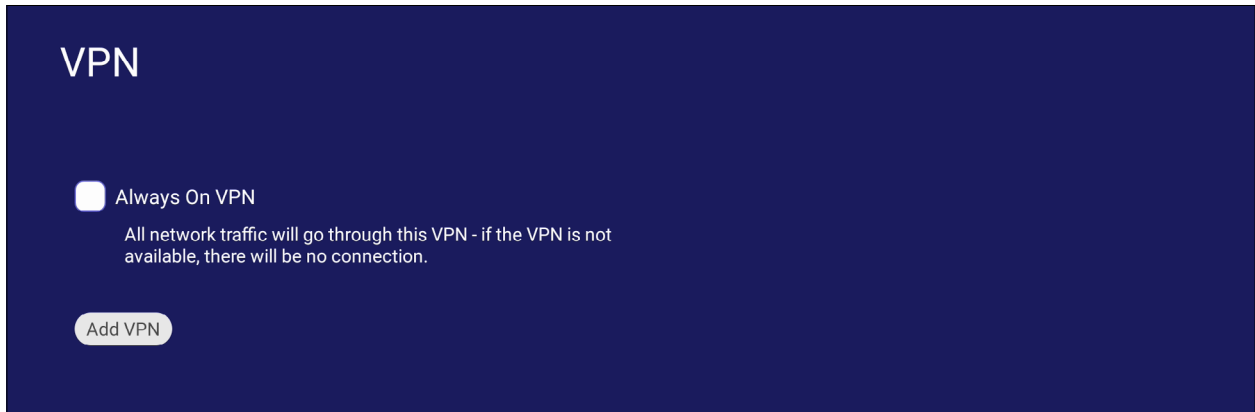 VPN
Always On VPN
All network traffic will go through this VPN - if the VPN is not
available, there will be no connection.
Add VPN